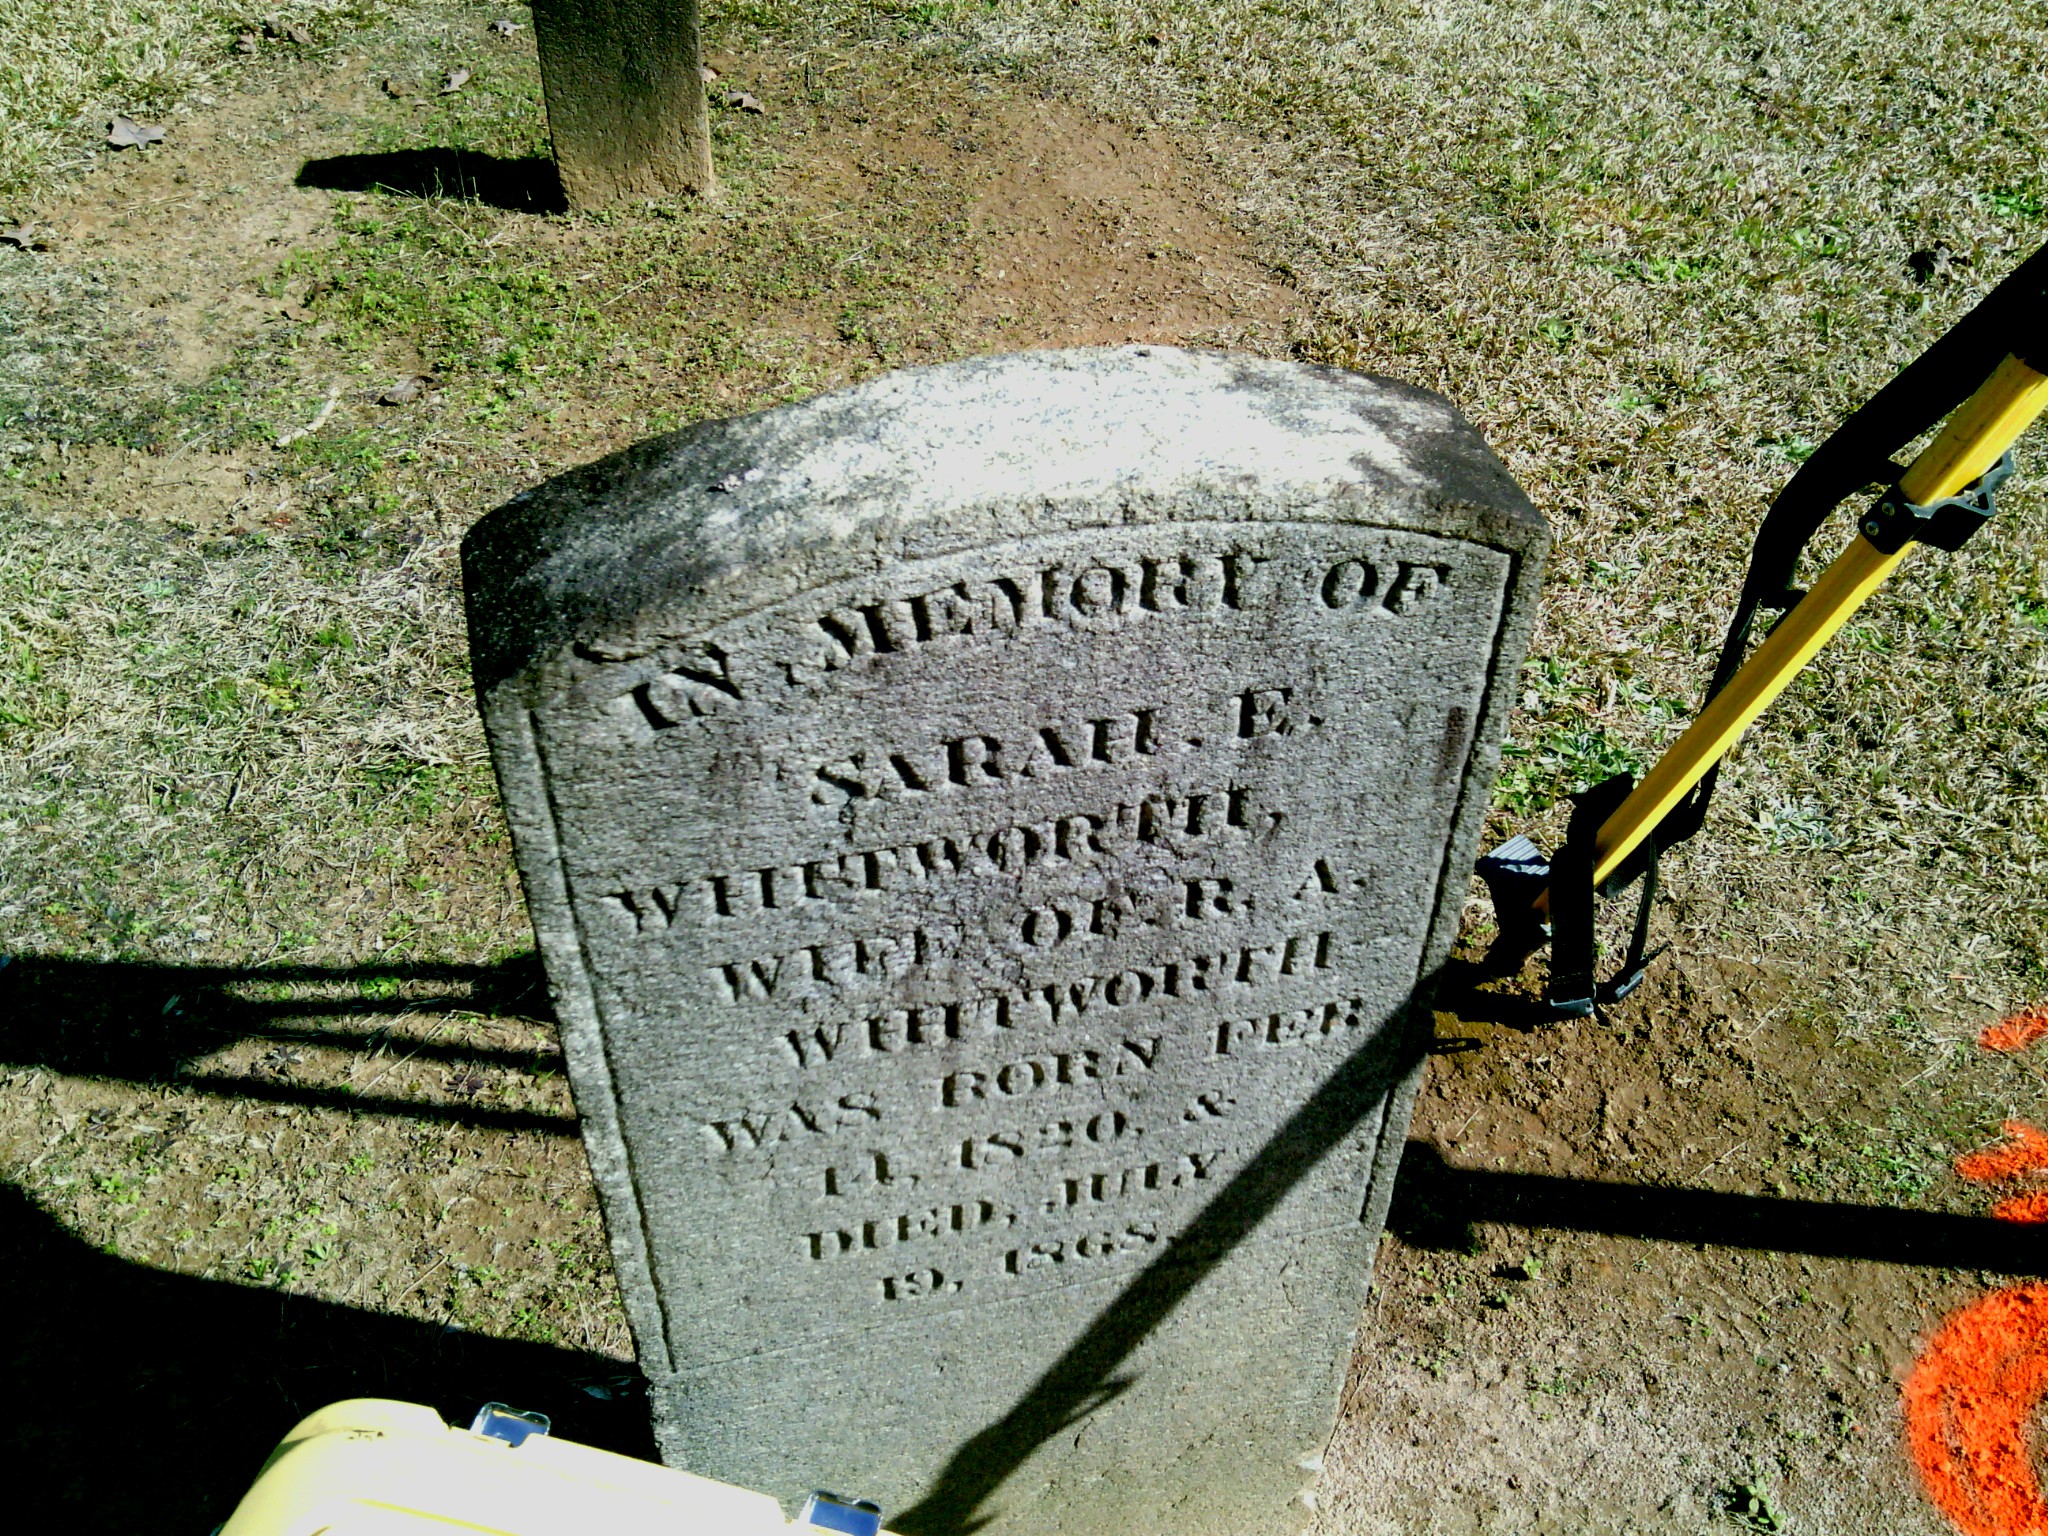 IN MEMORY OF
SARAH. E.
WHITWORTH,
WIFE OF. R. A.
WHITWORTH
WAS BORN FEB
11, 1820, &
DIED, JULY
19, 1868.